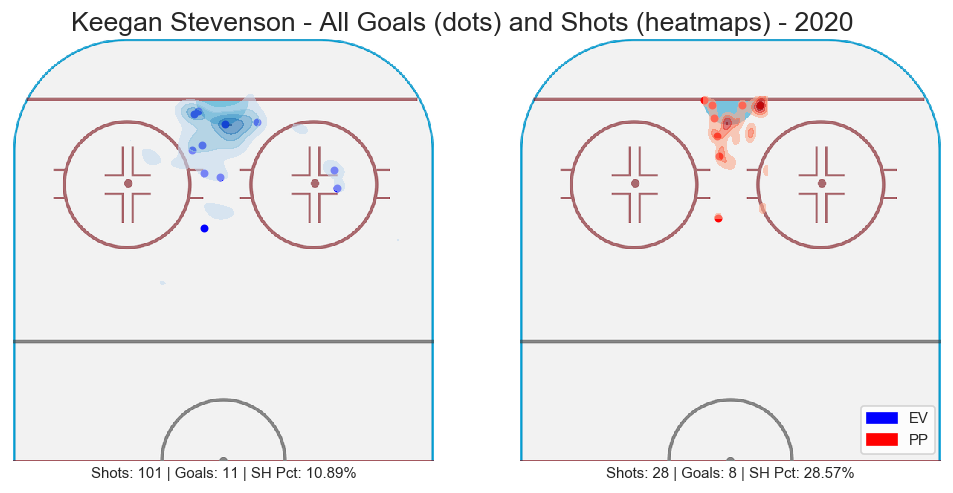 Keegan Stevenson - All Goals (dots) and Shots (heatmaps) - 2020
EV
PP
Shots: 101 | Goals: 11 | SH Pct: 10.89%
Shots: 28 | Goals: 8 | SH Pct: 28.57%